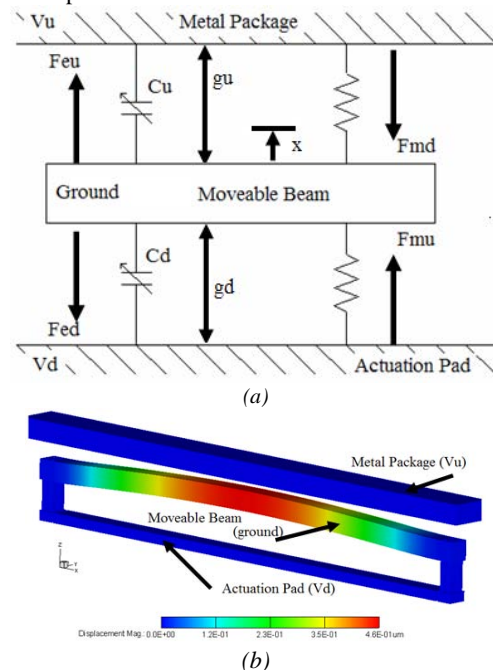 Vu Metal Package
Feu
Cu
gu
x
Fmd
Ground Moveable Beam
Cd
gd
Fmu
Fed
Vd Actuation Pad
(a)
Metal Package (Vu)
Moveable Beam
(ground)
Actuation Pad (Vd)
Z
Y
X
Displacement Mag.: 0.0E+00 1.2E-01 2.3E-01 3.5E-01 4.6E-01um
(b)